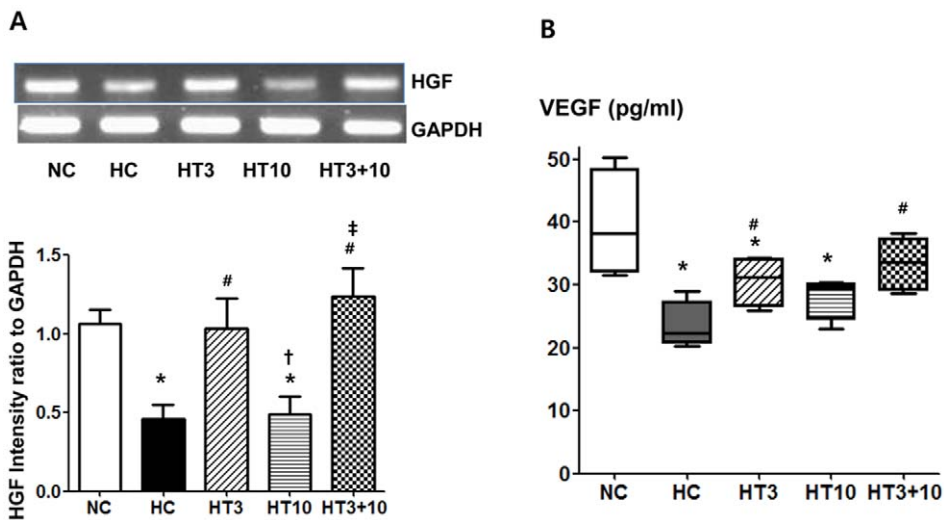 A
HGF
GAPDH
NC HC HT3 HT10 HT3+10
HGF Intensity ratio to GAPDH
1.5
1.0
0.5
0.0
*
#
†
*
‡
#
NC HC HT3 HT10 HT3+10
B
VEGF (pg/ml)
50
40
30
20
10
0
*
#
*
*
#
NC HC HT3 HT10 HT3+10